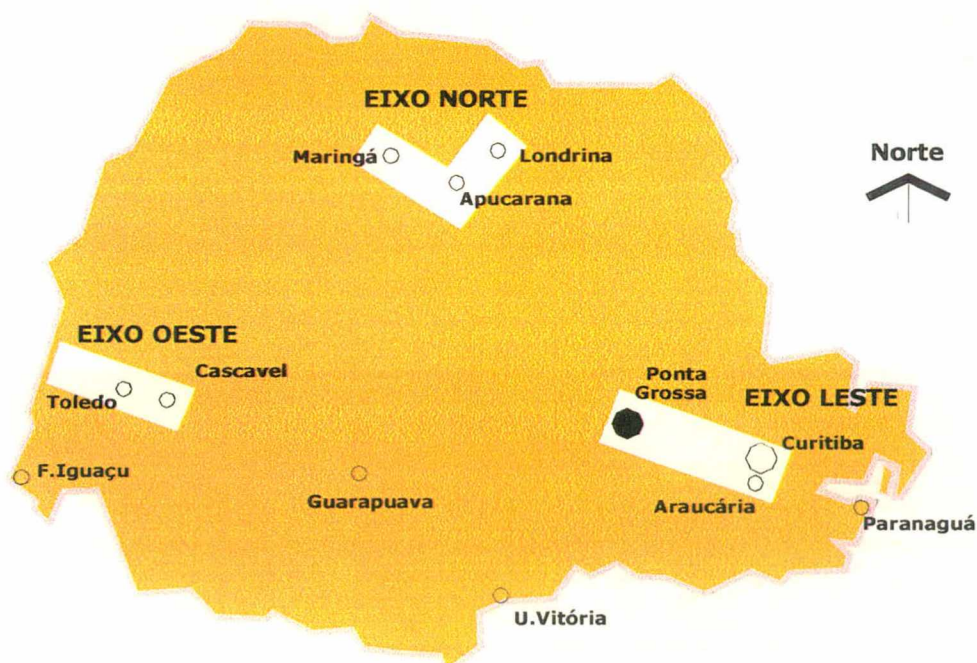 EIXO NORTE
Maringá
Londrina
Apucarana
Norte
EIXO OESTE
Cascavel
Toledo
Ponta
Grossa
EIXO LESTE
Curitiba
Araucária
F.Iguaçu
Guarapuava
Paranaguá
U.Vitória